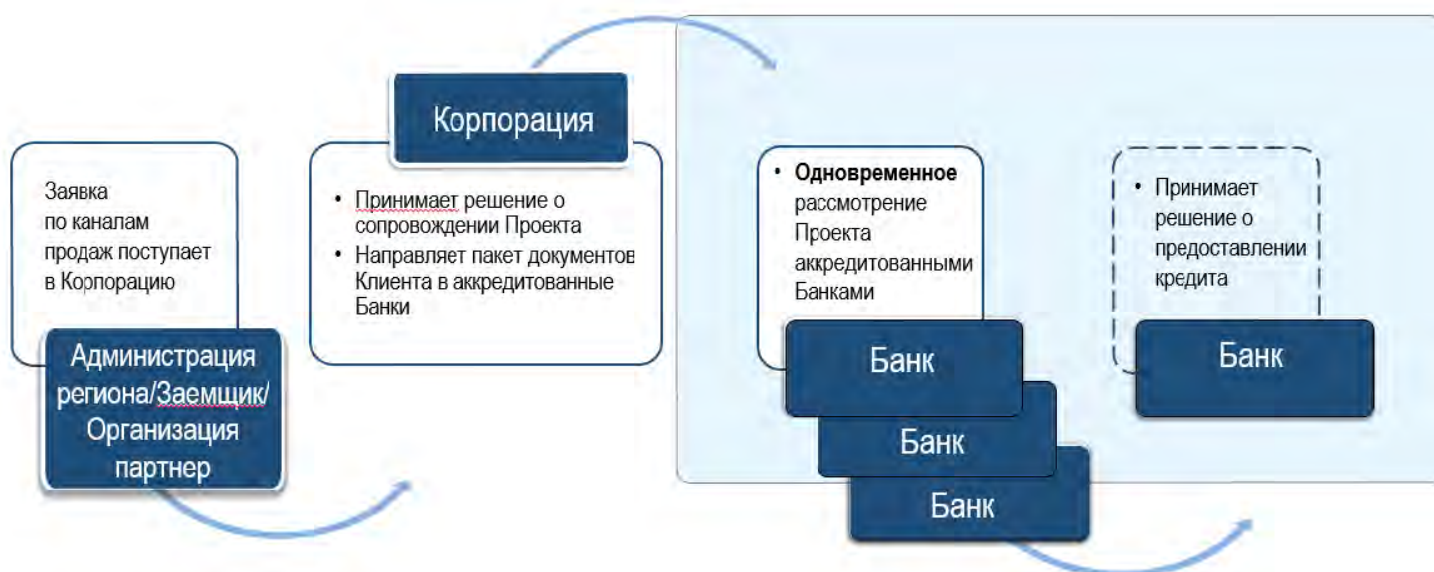 Заявка
по каналам
продаж поступает
в Корпорацию
Администрация
региона/Заемщик/
Организация
партнер
Корпорация
• Принимает решение о
сопровождении Проекта
• Направляет пакет документов
Клиента в аккредитованные
Банки
• Одновременное
рассмотрение
Проекта
аккредитованными
Банками
Банк
Банк
Банк
• Принимает
решение о
предоставлении
кредита
Банк